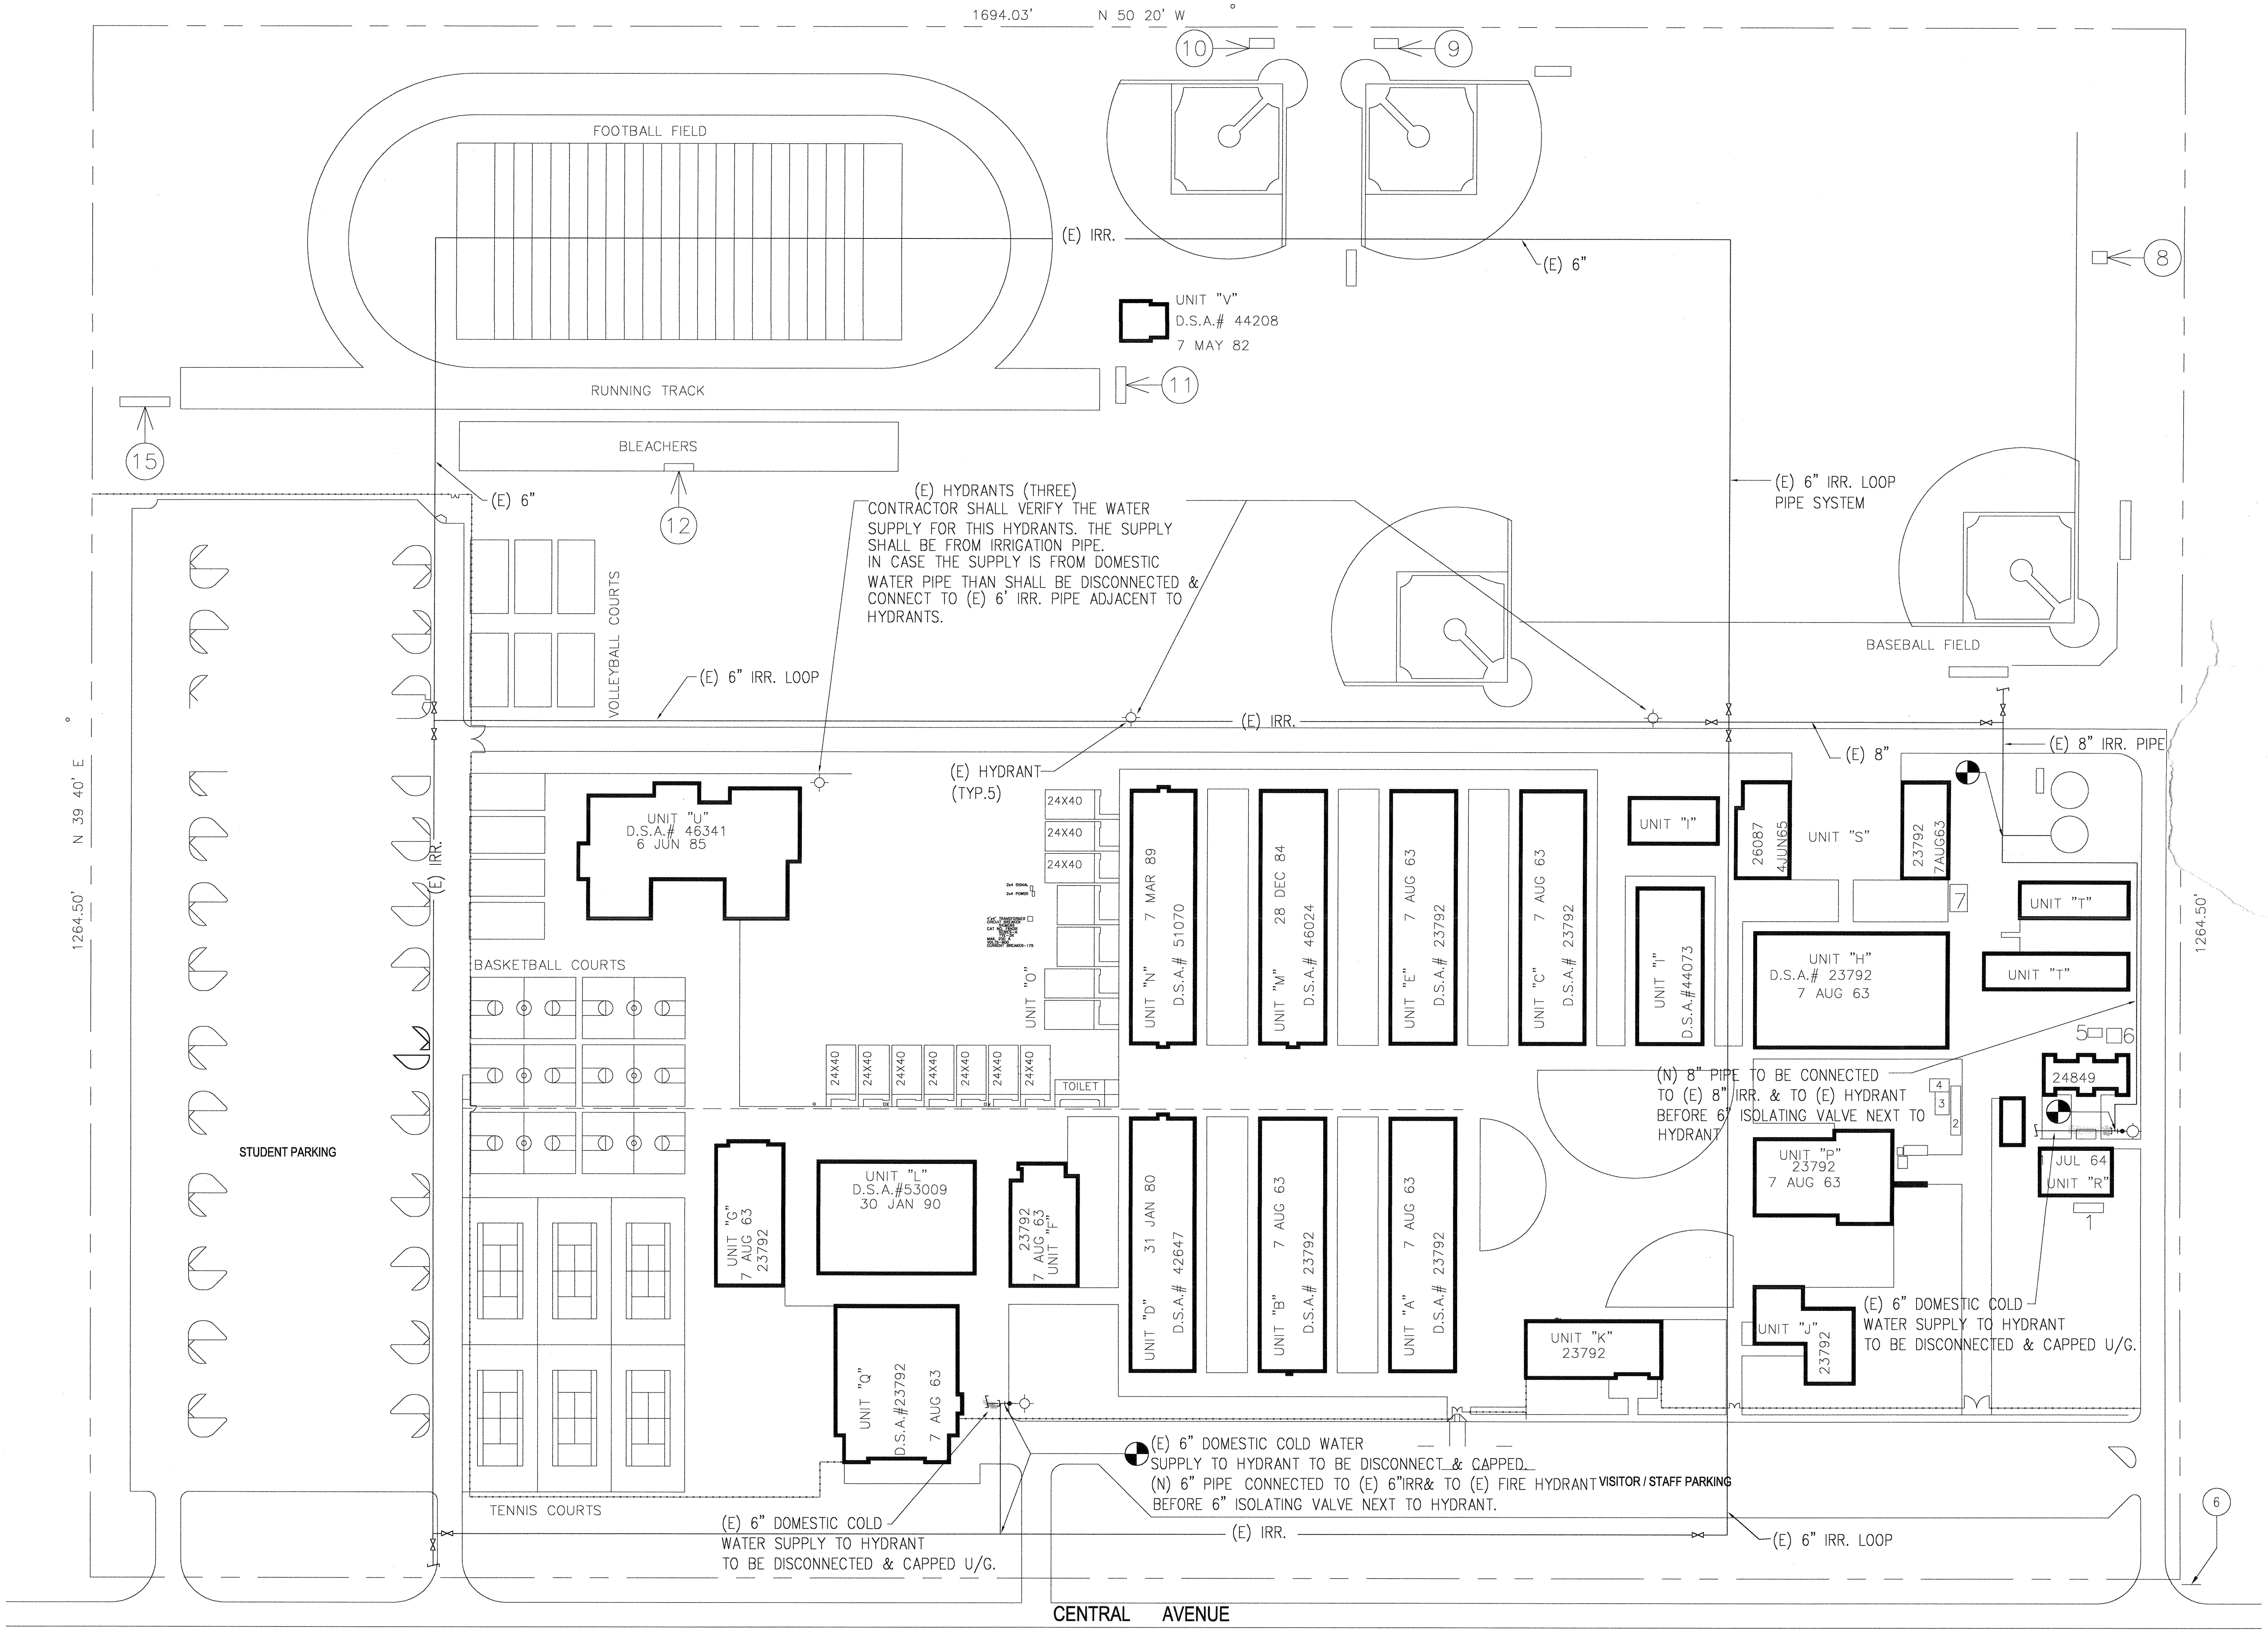 1694.03' N 50 20' W °
10
9
FOOTBALL FIELD
(E) IRR.
(E) 6"
8
UNIT "V"
D.S.A.# 44208
7 MAY 82
11
RUNNING TRACK
15
BLEACHERS
12
(E) 6"
(E) HYDRANTS (THREE)
CONTRACTOR SHALL VERIFY THE WATER
SUPPLY FOR THIS HYDRANTS. THE SUPPLY
SHALL BE FROM IRRIGATION PIPE.
IN CASE THE SUPPLY IS FROM DOMESTIC
WATER PIPE THAN SHALL BE DISCONNECTED &
CONNECT TO (E) 6' IRR. PIPE ADJACENT TO
HYDRANTS.
(E) 6" IRR. LOOP
PIPE SYSTEM
VOLLEYBALL COURTS
BASEBALL FIELD
(E) 6" IRR. LOOP
(E) IRR.
(E) 8"
(E) 8" IRR. PIPE
1264.50' N 39 40' E °
(E) IRR.
(E) HYDRANT
(TYP.5)
UNIT "U"
D.S.A.# 46341
6 JUN 85
24X40
24X40
24X40
2x4 SIGNAL
2x4 POWER
UNIT "O"
UNIT "N" 7 MAR 89
D.S.A.# 51070
UNIT "M" 28 DEC 84
D.S.A.# 46024
UNIT "E" 7 AUG 63
D.S.A.# 23792
UNIT "C" 7 AUG 63
D.S.A.# 23792
UNIT "I"
UNIT "I"
D.S.A.#44073
26087
4JUN65
UNIT "S"
23792
7AUG63
7
UNIT "T"
UNIT "T"
UNIT "H"
D.S.A.# 23792
7 AUG 63
1264.50'
BASKETBALL COURTS
24X40
24X40
24X40
24X40
24X40
24X40
24X40
TOILET
5
6
24849
(N) 8" PIPE TO BE CONNECTED
TO (E) 8" IRR. & TO (E) HYDRANT
BEFORE 6" ISOLATING VALVE NEXT TO
HYDRANT
4
3
2
STUDENT PARKING
UNIT "G"
7 AUG 63
23792
UNIT "L"
D.S.A.#53009
30 JAN 90
23792
7 AUG 63
UNIT "F"
UNIT "D" 31 JAN 80
D.S.A.# 42647
UNIT "B" 7 AUG 63
D.S.A.# 23792
UNIT "A" 7 AUG 63
D.S.A.# 23792
UNIT "P"
23792
7 AUG 63
1 JUL 64
UNIT "R"
1
UNIT "K"
23792
UNIT "J"
23792
(E) 6" DOMESTIC COLD
WATER SUPPLY TO HYDRANT
TO BE DISCONNECTED & CAPPED U/G.
UNIT "Q"
D.S.A.#23792
7 AUG 63
(E) 6" DOMESTIC COLD WATER
SUPPLY TO HYDRANT TO BE DISCONNECT & CAPPED.
(N) 6" PIPE CONNECTED TO (E) 6"IRR& TO (E) FIRE HYDRANT
BEFORE 6" ISOLATING VALVE NEXT TO HYDRANT.
VISITOR / STAFF PARKING
TENNIS COURTS
(E) 6" DOMESTIC COLD
WATER SUPPLY TO HYDRANT
TO BE DISCONNECTED & CAPPED U/G.
(E) IRR.
(E) 6" IRR. LOOP
6
CENTRAL AVENUE